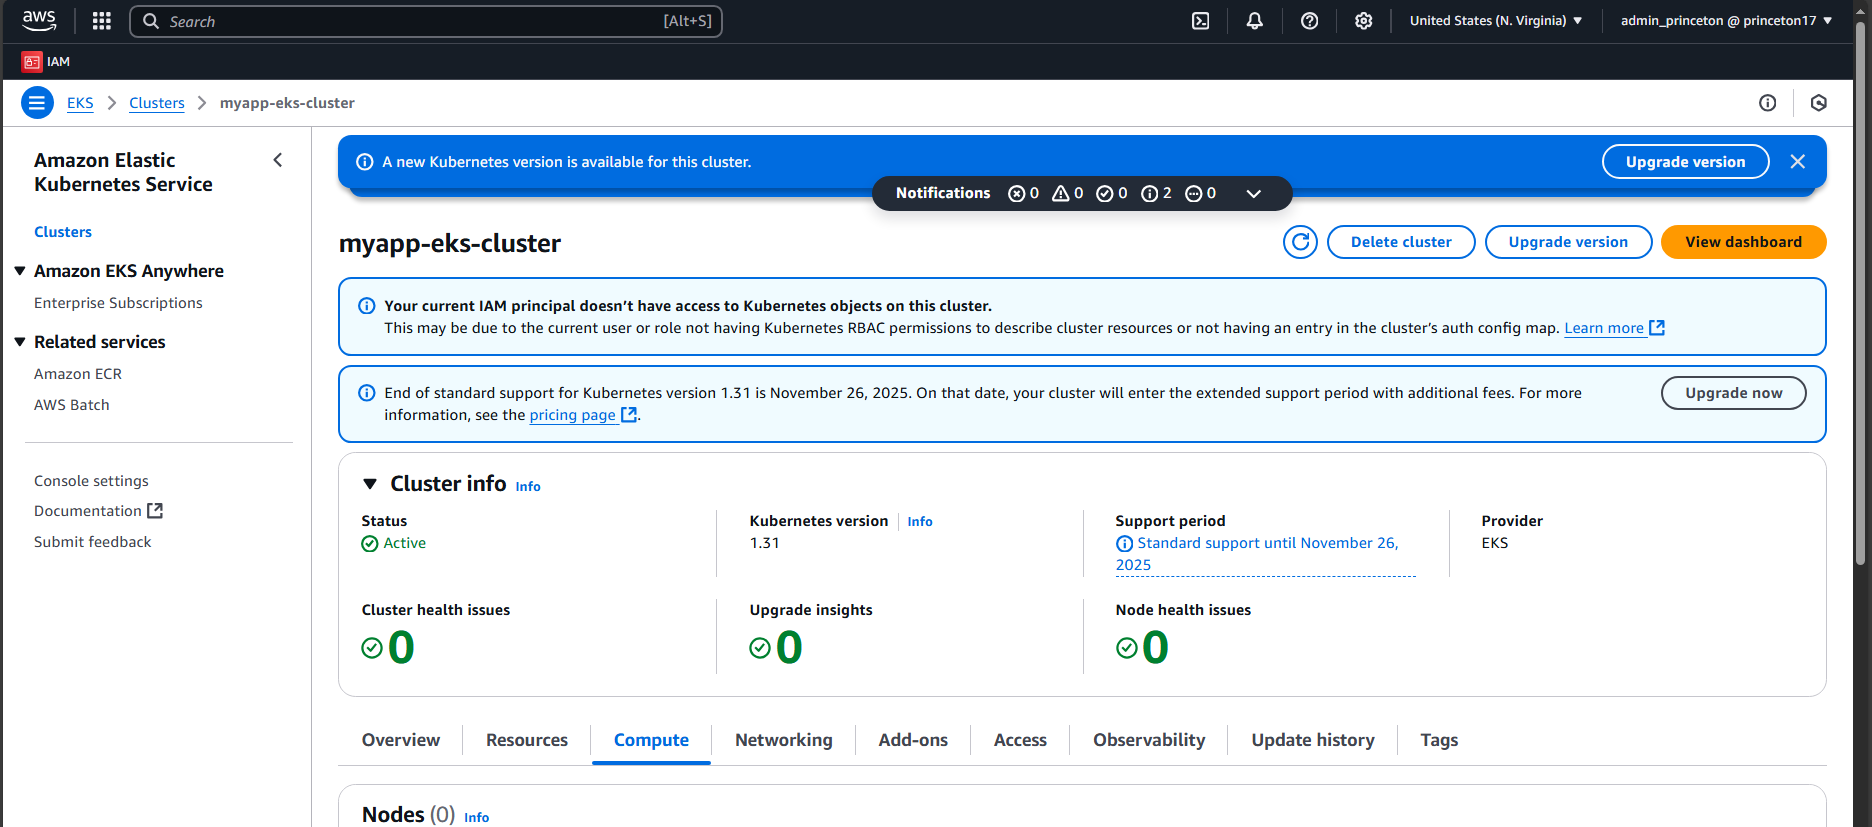 aws
Search
[Alt+S]
United States (N. Virginia)
admin_princeton @ princeton17
IAM
EKS
Clusters
myapp-eks-cluster
Amazon Elastic
Kubernetes Service
Clusters
Amazon EKS Anywhere
Enterprise Subscriptions
Related services
Amazon ECR
AWS Batch
Console settings
Documentation
Submit feedback
A new Kubernetes version is available for this cluster.
Upgrade version
Notifications 0 0 0 2 0
myapp-eks-cluster
Delete cluster
Upgrade version
View dashboard
Your current IAM principal doesn't have access to Kubernetes objects on this cluster.
This may be due to the current user or role not having Kubernetes RBAC permissions to describe cluster resources or not having an entry in the cluster's auth config map. Learn more
End of standard support for Kubernetes version 1.31 is November 26, 2025. On that date, your cluster will enter the extended support period with additional fees. For more
information, see the pricing page.
Upgrade now
Cluster info Info
Status
Active
Kubernetes version Info
1.31
Support period
Standard support until November 26,
2025
Provider
EKS
Cluster health issues
0
Upgrade insights
0
Node health issues
0
Overview
Resources
Compute
Networking
Add-ons
Access
Observability
Update history
Tags
Nodes (0) Info